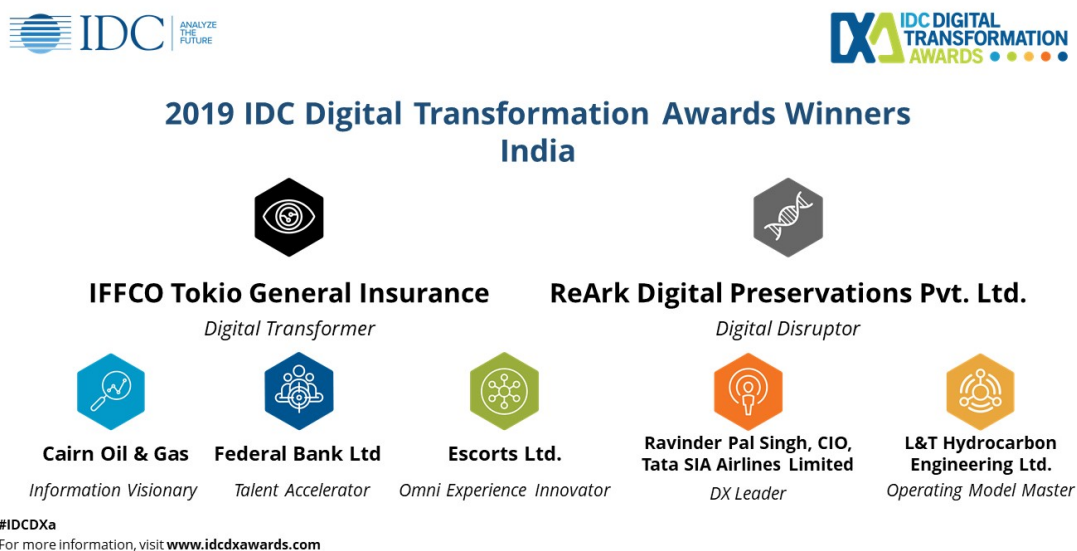 IDC
ANALYZE
THE
FUTURE
DXA
IDC DIGITAL
TRANSFORMATION
AWARDS
2019 IDC Digital Transformation Awards Winners
India
IFFCO Tokio General Insurance
Digital Transformer
ReArk Digital Preservations Pvt. Ltd.
Digital Disruptor
Cairn Oil & Gas
Information Visionary
Federal Bank Ltd
Talent Accelerator
Escorts Ltd.
Omni Experience Innovator
Ravinder Pal Singh, CIO,
Tata SIA Airlines Limited
DX Leader
L&T Hydrocarbon
Engineering Ltd.
Operating Model Master
#IDCDXa
For more information, visit www.idcdxawards.com